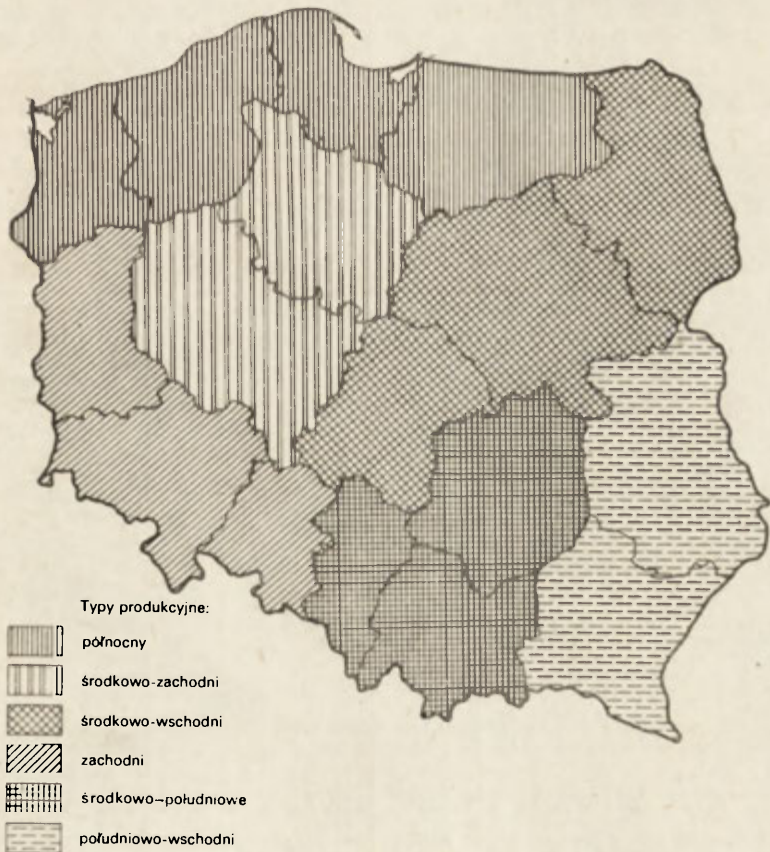 Typy produkcyjne:
północny
środkowo-zachodni
środkowo-wschodni
zachodni
środkowo-południowe
południowo-wschodni